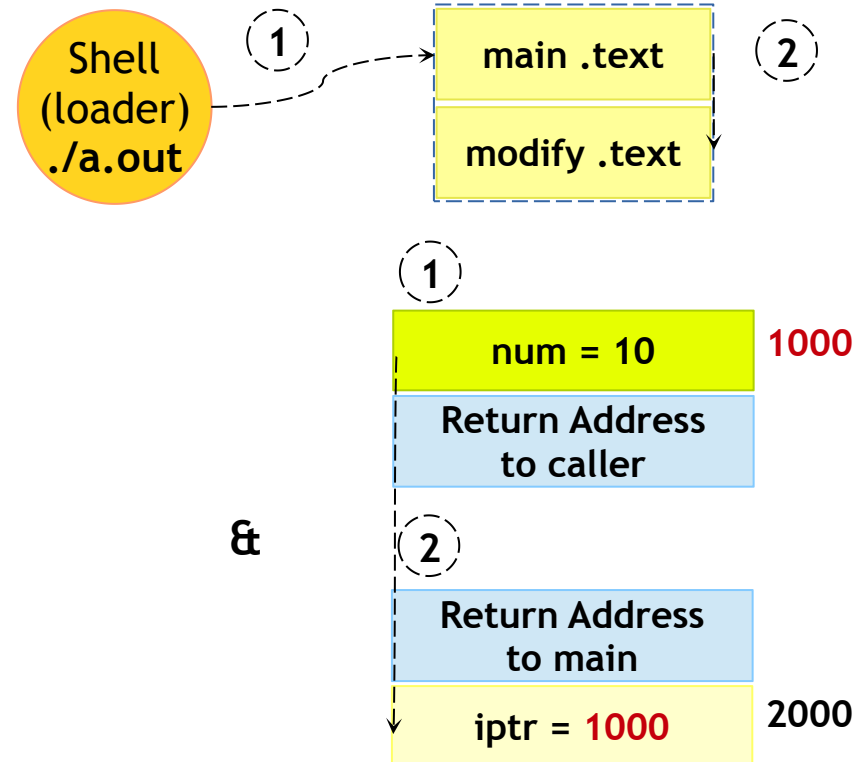 Shell
(loader)
./a.out
1
main .text
2
modify .text
1
num = 10
1000
Return Address
to caller
&
2
Return Address
to main
iptr = 1000
2000